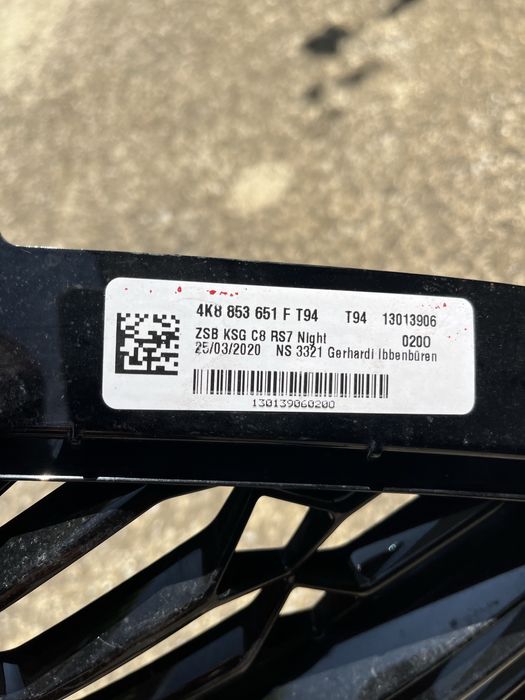 4K8 853 651 F T94 T94 13013906
ZSB KSG C8 RS7 Night 0200
25/03/2020 NS 3321 Gerhardi Ibbenbüren
130139060200